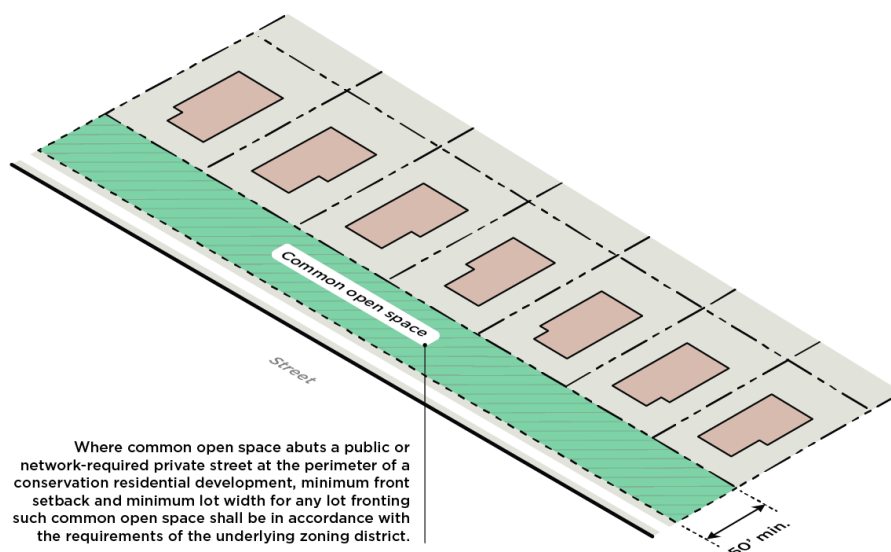 Common open space
Street
Where common open space abuts a public or
network-required private street at the perimeter of a
conservation residential development, minimum front
setback and minimum lot width for any lot fronting
such common open space shall be in accordance with
the requirements of the underlying zoning district.
50' min.